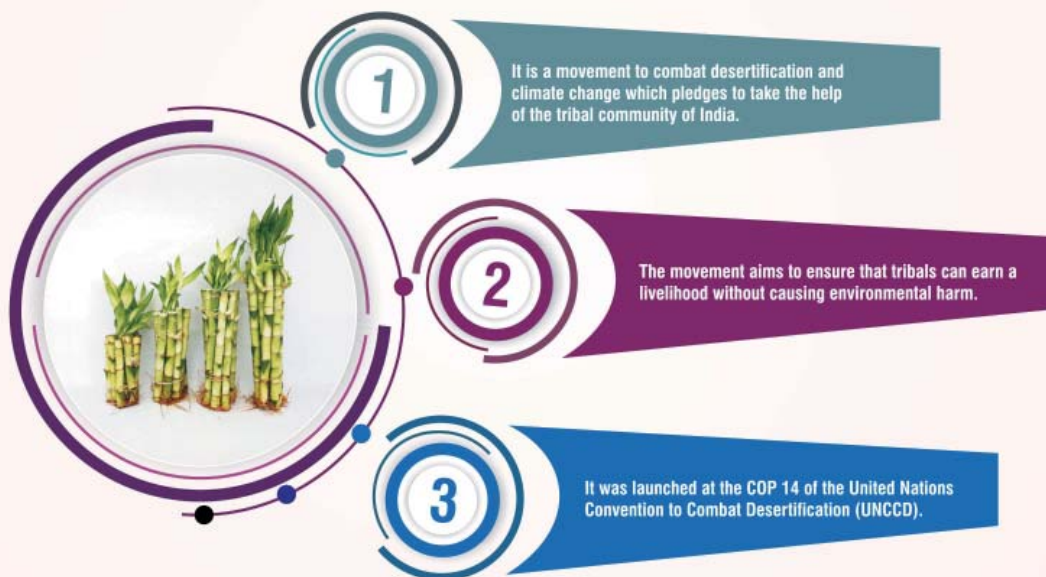 1
It is a movement to combat desertification and
climate change which pledges to take the help
of the tribal community of India.
2
The movement aims to ensure that tribals can earn a
livelihood without causing environmental harm.
3
It was launched at the COP 14 of the United Nations
Convention to Combat Desertification (UNCCD).